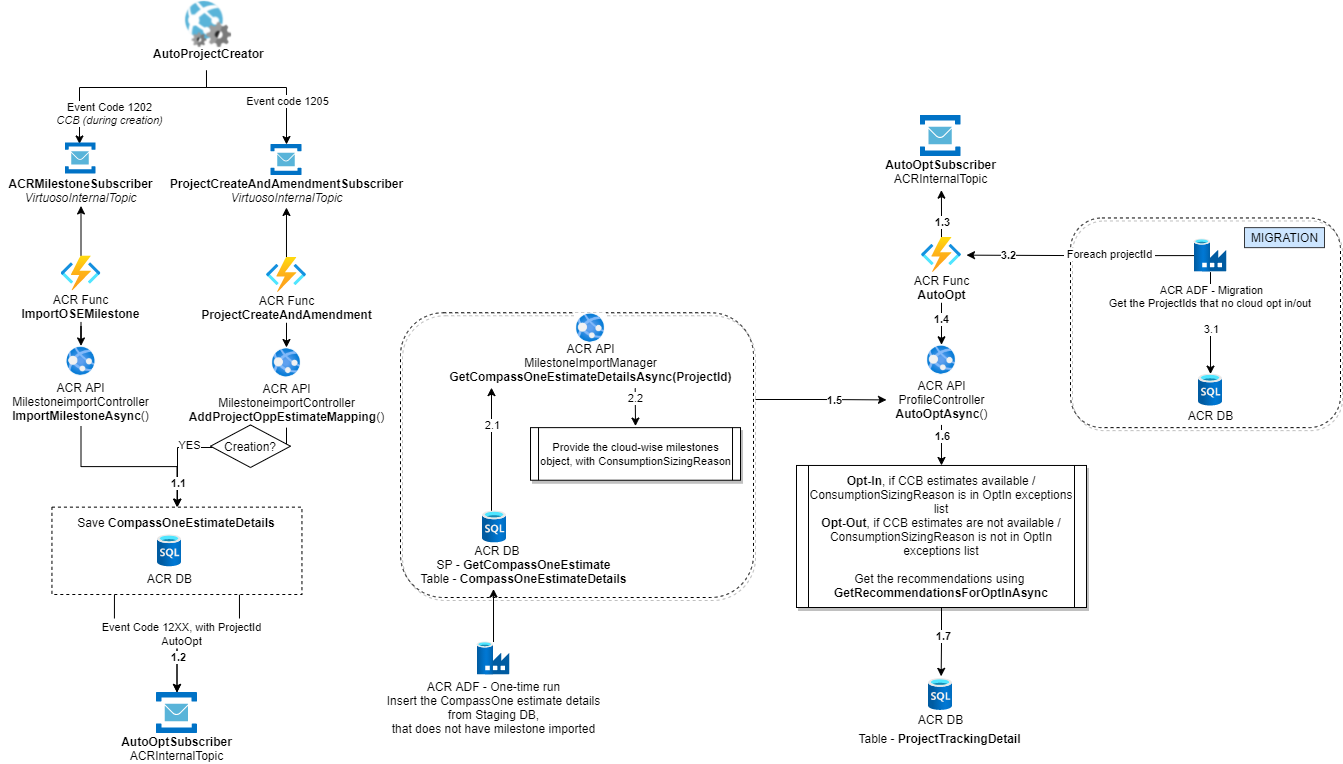 AutoProjectCreator
Event Code 1202
CCB (during creation)
Event code 1205
ACRMilestoneSubscriber
VirtuosoInternalTopic
ProjectCreateAndAmendmentSubscriber
VirtuosoInternalTopic
ACR Func
ImportOSEMilestone
ACR Func
ProjectCreateAndAmendment
ACR API
MilestoneimportController
ImportMilestoneAsync()
ACR API
MilestoneimportController
AddProjectOppEstimateMapping()
YES
Creation?
1.1
Save CompassOneEstimateDetails
SQL
ACR DB
Event Code 12XX, with ProjectId
AutoOpt
1.2
AutoOptSubscriber
ACRInternalTopic
ACR API
MilestoneImportManager
GetCompassOneEstimateDetailsAsync(ProjectId)
2.2
2.1
Provide the cloud-wise milestones
object, with ConsumptionSizingReason
SQL
ACR DB
SP - GetCompassOneEstimate
Table - CompassOneEstimateDetails
ACR ADF - One-time run
Insert the CompassOne estimate details
from Staging DB,
that does not have milestone imported
1.5
AutoOptSubscriber
ACRInternalTopic
1.3
ACR Func
AutoOpt
1.4
ACR API
ProfileController
AutoOptAsync()
1.6
Opt-In, if CCB estimates available /
ConsumptionSizingReason is in OptIn exceptions
list
Opt-Out, if CCB estimates are not available /
ConsumptionSizingReason is not in OptIn
exceptions list
Get the recommendations using
GetRecommendationsForOptInAsync
1.7
SQL
ACR DB
Table - ProjectTrackingDetail
3.2
Foreach projectId
MIGRATION
ACR ADF - Migration
Get the ProjectIds that no cloud opt in/out
3.1
SQL
ACR DB